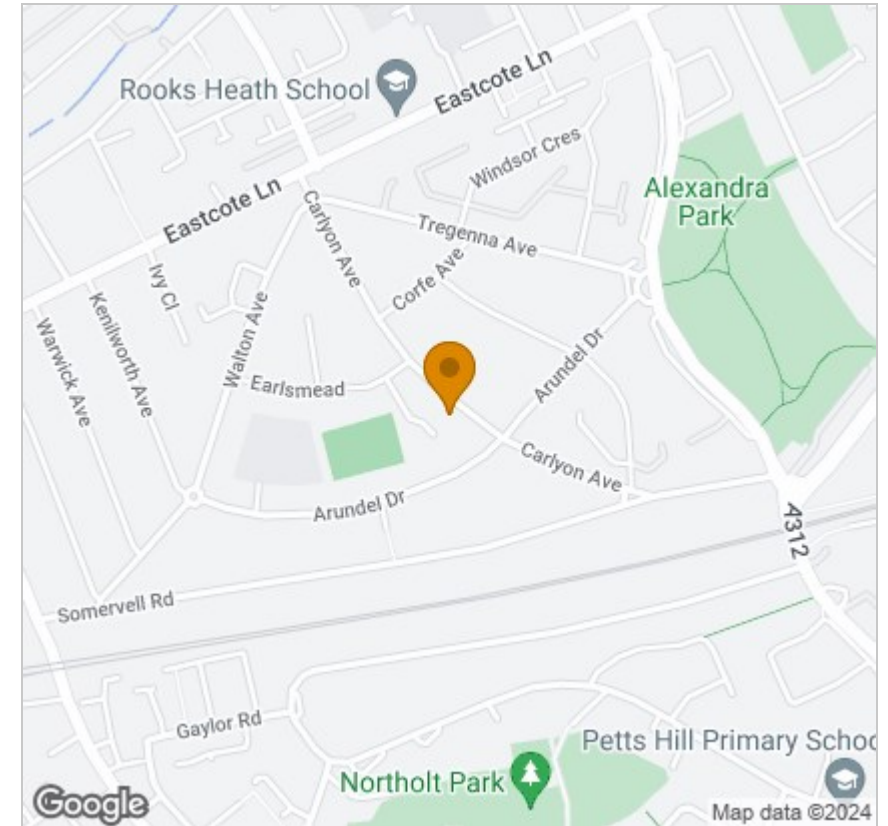 Rooks Heath School
Eastcote Ln
Windsor Cres
Alexandra
Park
Eastcote Ln
Carlyon Ave
Tregenna Ave
Ivy Cl
Corfe Ave
Kenilworth Ave
Warwick Ave
Walton Ave
Earlsmead
Arundel Dr
Carlyon Ave
Arundel Dr
A312
Somervell Rd
Gaylor Rd
Petts Hill Primary Schoo
Northolt Park
Google
Map data ©2024